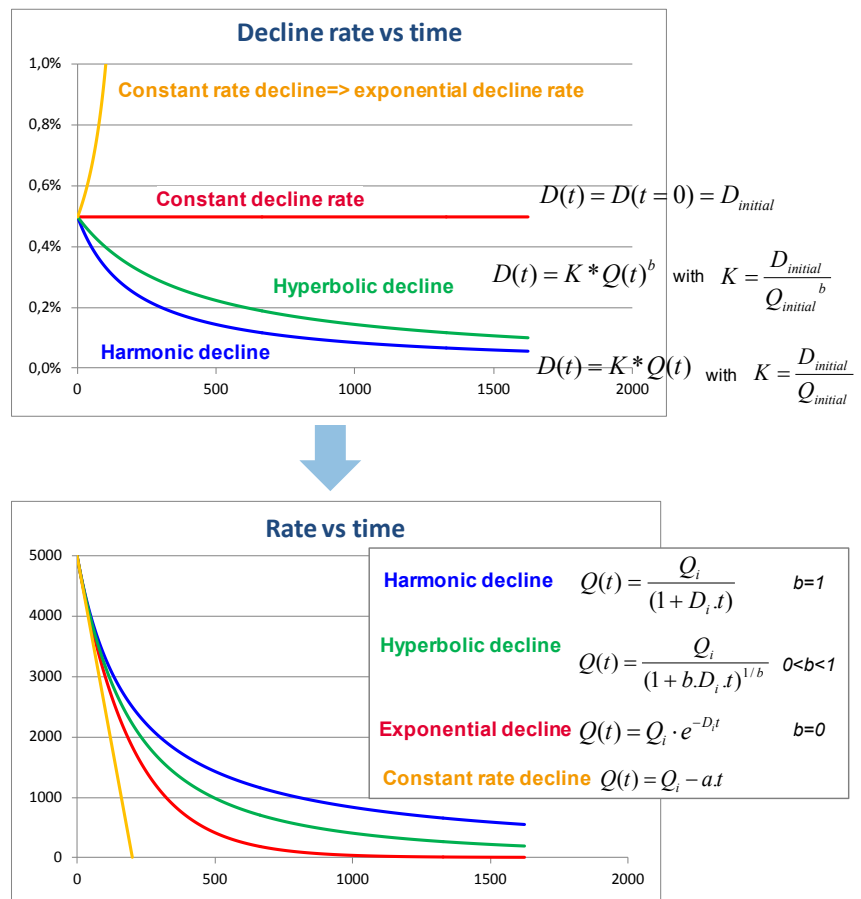 Decline rate vs time
1,0%
Constant rate decline=> exponential decline rate
0,8%
0,6%
Constant decline rate
D(t) = D(t = 0) = D_initial
0,4%
Hyperbolic decline
D(t) = K * Q(t)^b with K = D_initial / Q_initial^b
0,2%
Harmonic decline
D(t) = K * Q(t) with K = D_initial / Q_initial
0,0%
0 500 1000 1500 2000
Rate vs time
5000
Harmonic decline Q(t) = Q_i / (1 + D_i.t) b=1
4000
Hyperbolic decline
Q(t) = Q_i / (1 + b.D_i.t)^1/b 0<b<1
3000
Exponential decline Q(t) = Q_i · e^-D_i t b=0
2000
Constant rate decline Q(t) = Q_i - a.t
1000
0
0 500 1000 1500 2000